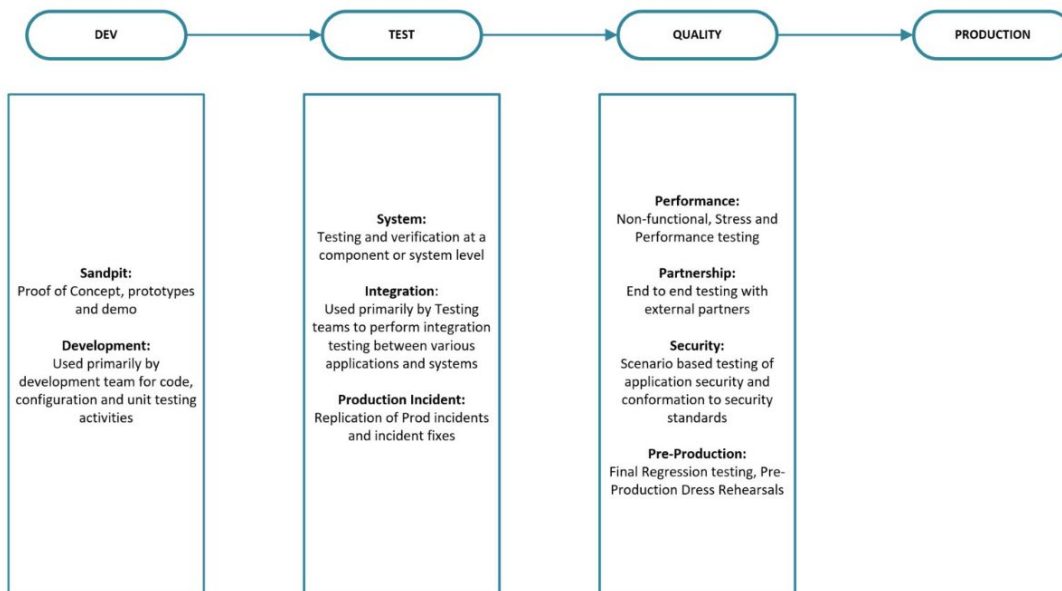 DEV
TEST
QUALITY
PRODUCTION
Sandpit:
Proof of Concept, prototypes
and demo
Development:
Used primarily by
development team for code,
configuration and unit testing
activities
System:
Testing and verification at a
component or system level
Integration:
Used primarily by Testing
teams to perform integration
testing between various
applications and systems
Production Incident:
Replication of Prod incidents
and incident fixes
Performance:
Non-functional, Stress and
Performance testing
Partnership:
End to end testing with
external partners
Security:
Scenario based testing of
application security and
conformation to security
standards
Pre-Production:
Final Regression testing, Pre-
Production Dress Rehearsals